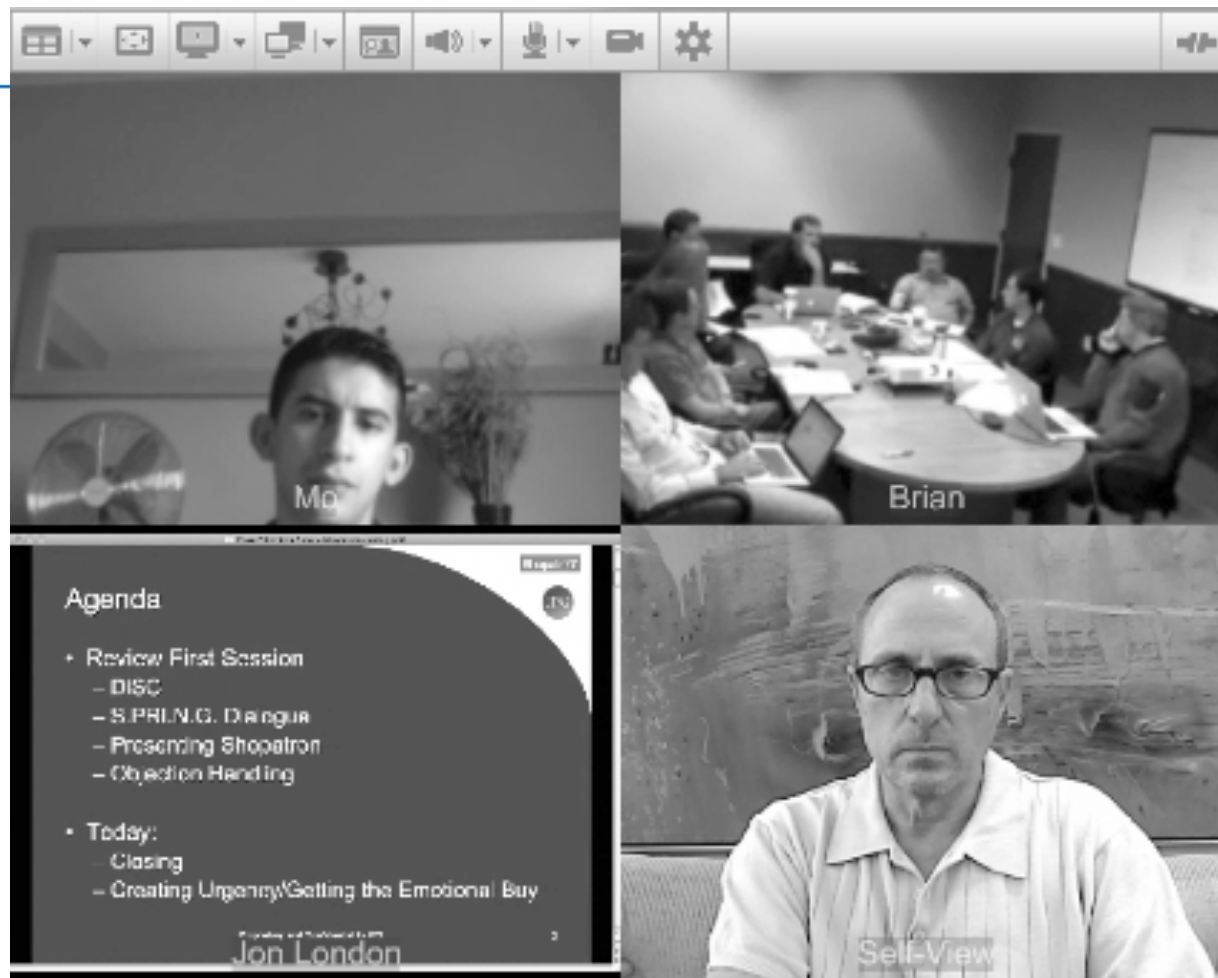 Mo
Brian
Agenda
• Review First Session
– DISC
– S.PRI.N.G. Dialogue
– Presenting Shopatron
– Objection Handling
• Today:
– Closing
– Creating Urgency/Getting the Emotional Buy
Jon London
Self-View